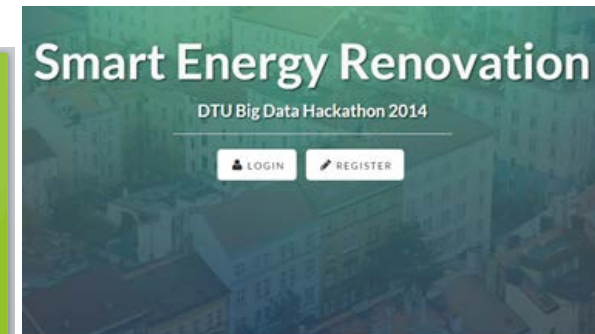 Smart Energy Renovation
DTU Big Data Hackathon 2014
LOGIN
REGISTER